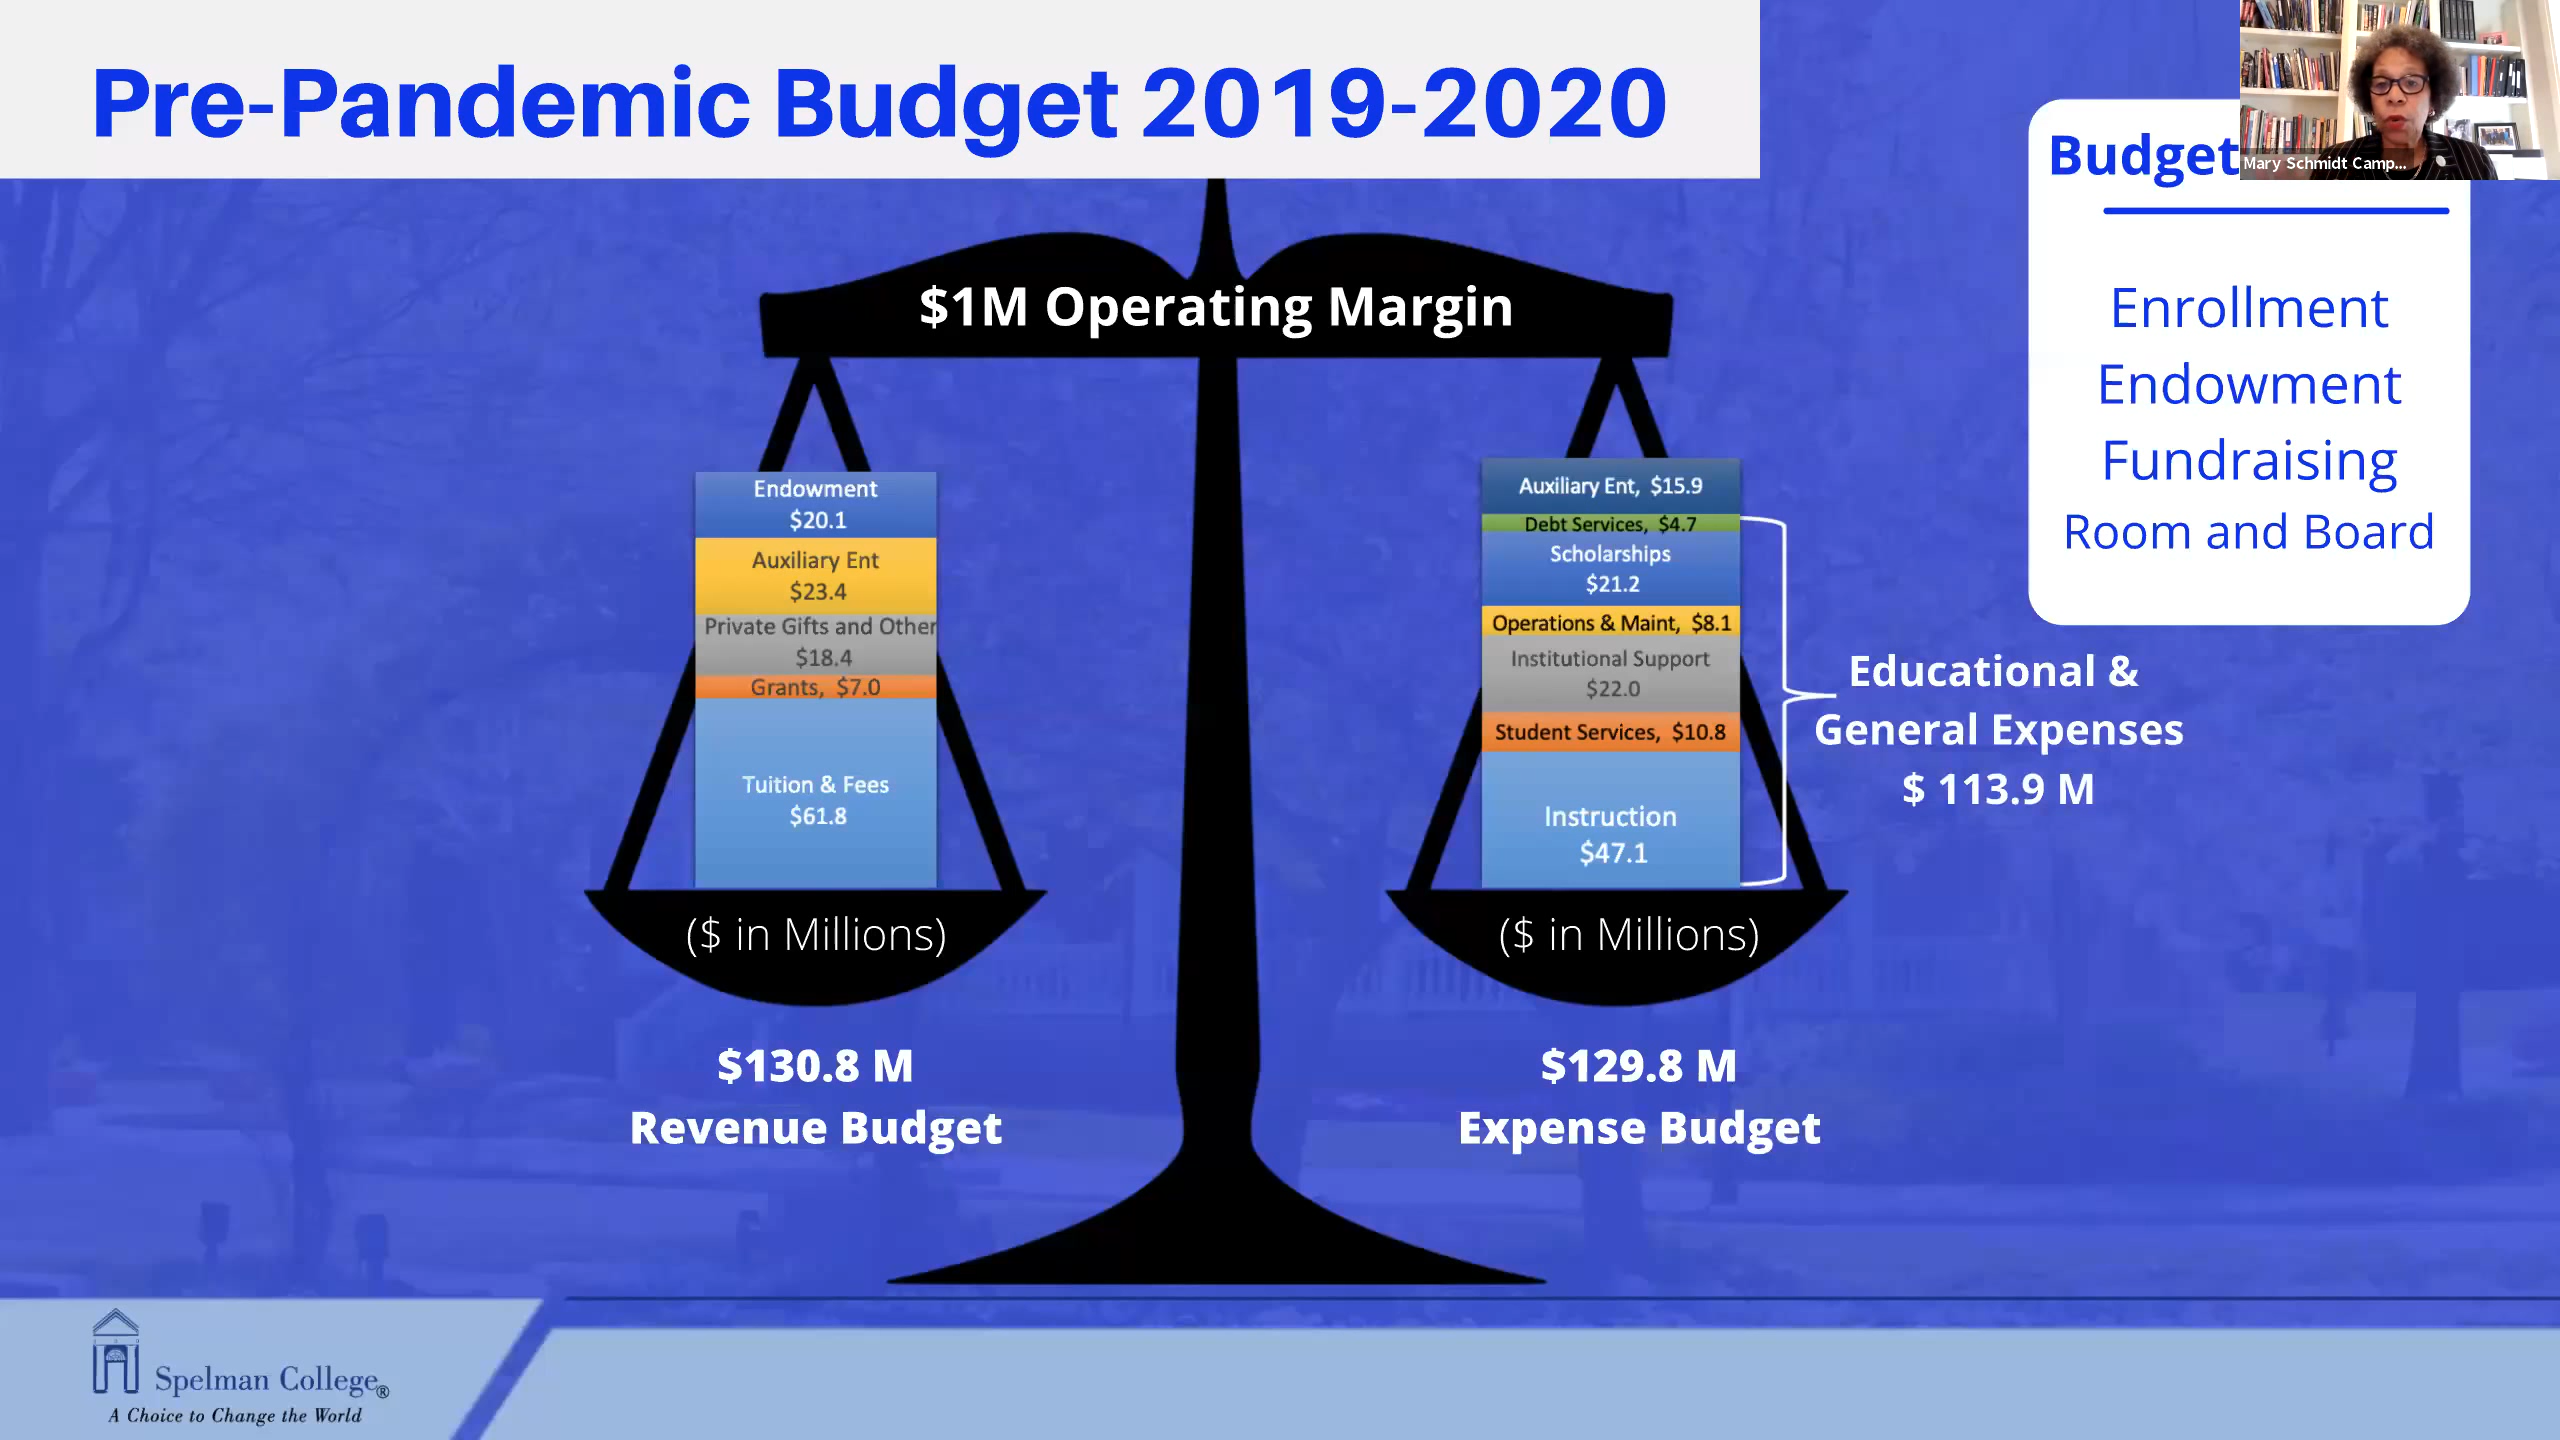 Pre-Pandemic Budget 2019-2020
Mary Schmidt Camp...
Budget
Enrollment
Endowment
Fundraising
Room and Board
$1M Operating Margin
Endowment
$20.1
Auxiliary Ent
$23.4
Private Gifts and Other
$18.4
Grants, $7.0
Tuition & Fees
$61.8
($ in Millions)
$130.8 M
Revenue Budget
Auxiliary Ent, $15.9
Debt Services, $4.7
Scholarships
$21.2
Operations & Maint, $8.1
Institutional Support
$22.0
Student Services, $10.8
Instruction
$47.1
($ in Millions)
$129.8 M
Expense Budget
Educational &
General Expenses
$ 113.9 M
Spelman College®
A Choice to Change the World